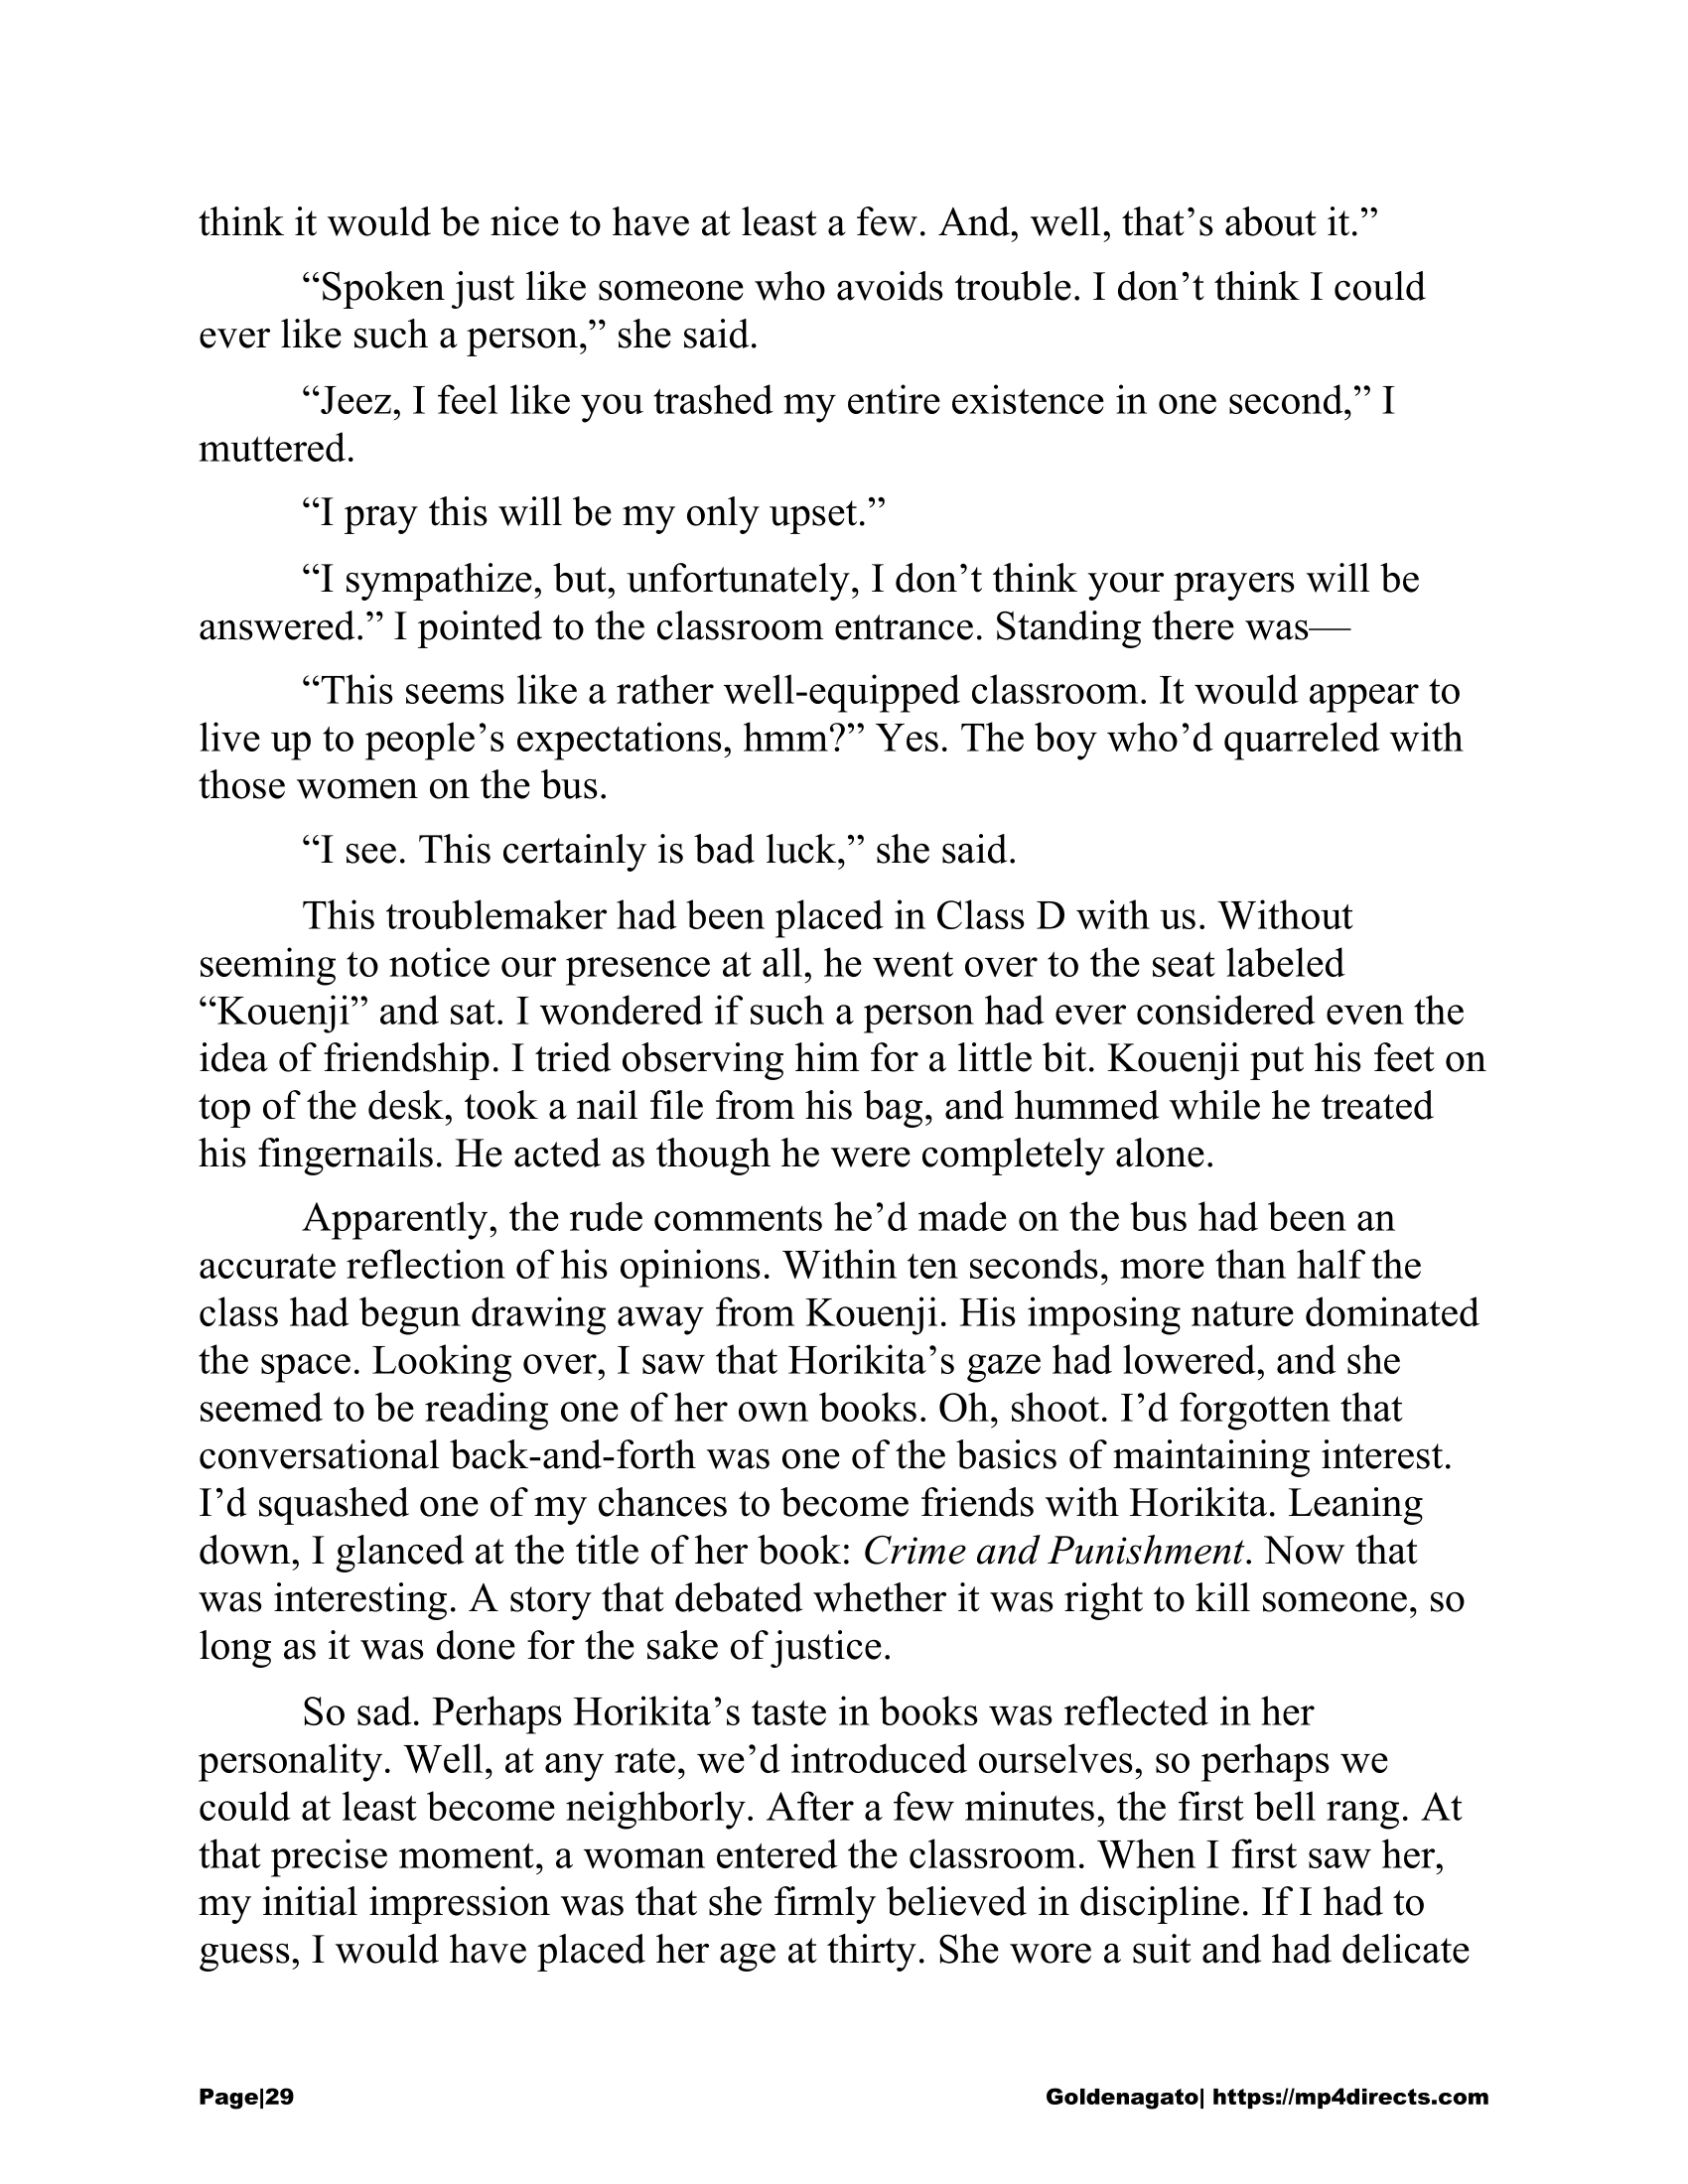 think it would be nice to have at least a few. And, well, that’s about it.”
“Spoken just like someone who avoids trouble. I don’t think I could
ever like such a person,” she said.
“Jeez, I feel like you trashed my entire existence in one second,” I
muttered.
“I pray this will be my only upset.”
“I sympathize, but, unfortunately, I don’t think your prayers will be
answered.” I pointed to the classroom entrance. Standing there was—
“This seems like a rather well-equipped classroom. It would appear to
live up to people’s expectations, hmm?” Yes. The boy who’d quarreled with
those women on the bus.
“I see. This certainly is bad luck,” she said.
This troublemaker had been placed in Class D with us. Without
seeming to notice our presence at all, he went over to the seat labeled
“Kouenji” and sat. I wondered if such a person had ever considered even the
idea of friendship. I tried observing him for a little bit. Kouenji put his feet on
top of the desk, took a nail file from his bag, and hummed while he treated
his fingernails. He acted as though he were completely alone.
Apparently, the rude comments he’d made on the bus had been an
accurate reflection of his opinions. Within ten seconds, more than half the
class had begun drawing away from Kouenji. His imposing nature dominated
the space. Looking over, I saw that Horikita’s gaze had lowered, and she
seemed to be reading one of her own books. Oh, shoot. I’d forgotten that
conversational back-and-forth was one of the basics of maintaining interest.
I’d squashed one of my chances to become friends with Horikita. Leaning
down, I glanced at the title of her book: Crime and Punishment. Now that
was interesting. A story that debated whether it was right to kill someone, so
long as it was done for the sake of justice.
So sad. Perhaps Horikita’s taste in books was reflected in her
personality. Well, at any rate, we’d introduced ourselves, so perhaps we
could at least become neighborly. After a few minutes, the first bell rang. At
that precise moment, a woman entered the classroom. When I first saw her,
my initial impression was that she firmly believed in discipline. If I had to
guess, I would have placed her age at thirty. She wore a suit and had delicate
Page|29 Goldenagato| https://mp4directs.com